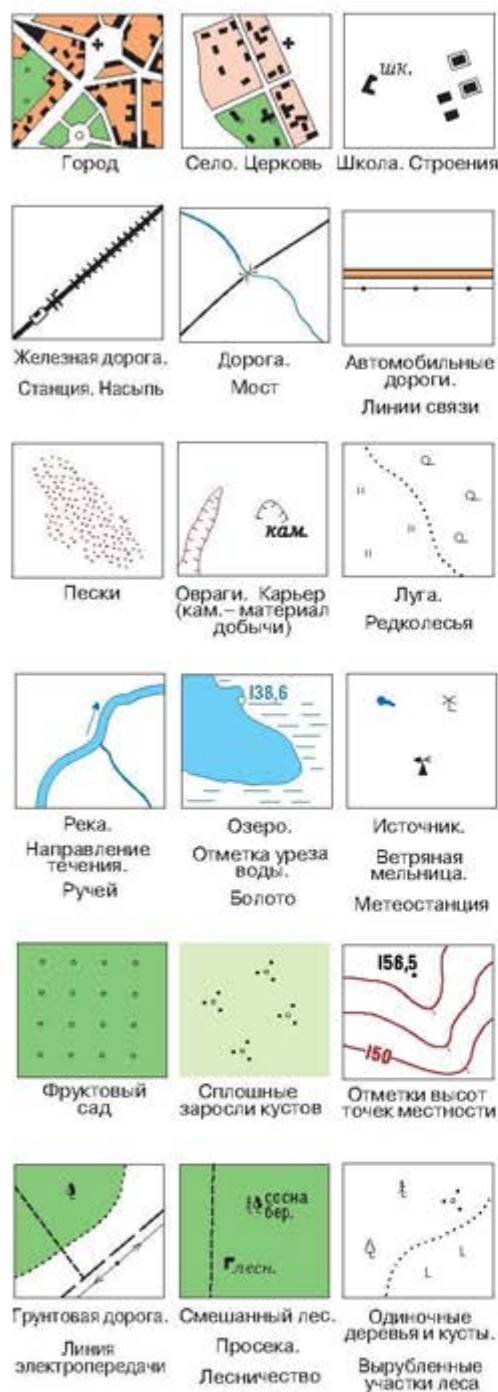 шк.
Город
Село. Церковь
Школа. Строения
Железная дорога.
Станция. Насыпь
Дорога.
Мост
Автомобильные
дороги.
Линии связи
кам.
Пески
Овраги. Карьер
(кам.– материал
добычи)
Луга.
Редколесья
138,6
Река.
Направление
течения.
Ручей
Озеро.
Отметка уреза
воды.
Болото
Источник.
Ветряная
мельница.
Метеостанция
156,5
150
Фруктовый
сад
Сплошные
заросли кустов
Отметки высот
точек местности
сосна
бер.
лесн.
Грунтовая дорога.
Линия
электропередачи
Смешанный лес.
Просека.
Лесничество
Одиночные
деревья и кусты.
Вырубленные
участки леса